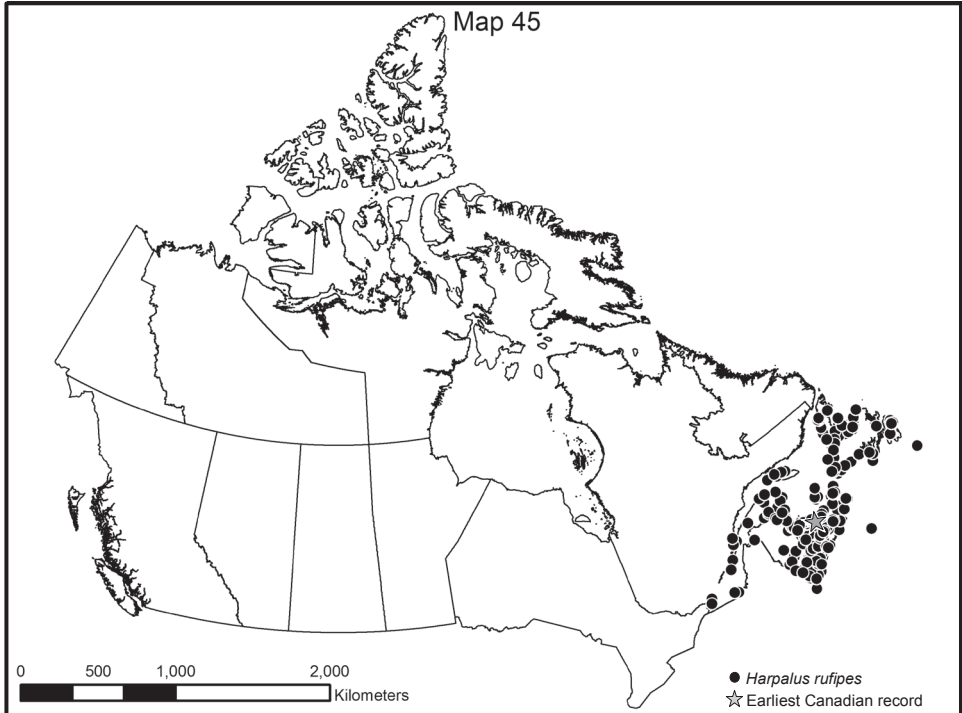 Map 45
0 500 1,000 2,000
Kilometers
Harpalus rufipes
Earliest Canadian record